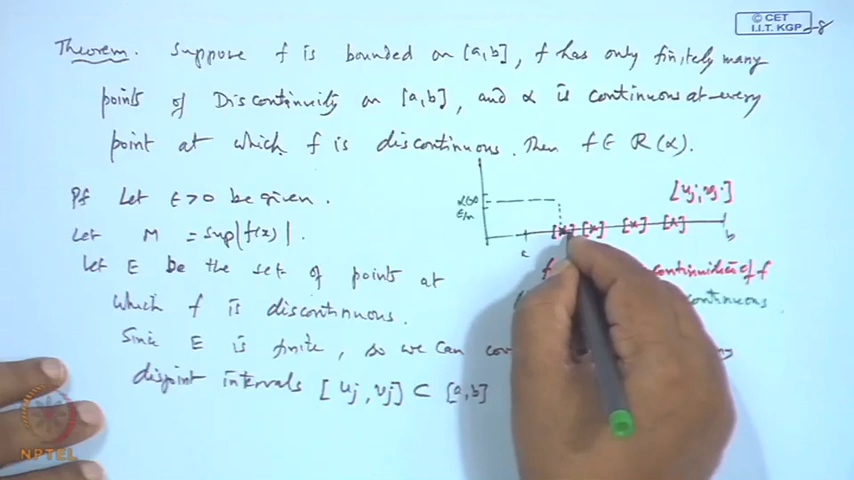 © CET
I.I.T. KGP
Theorem. Suppose f is bounded on [a,b], f has only finitely many
points of Discontinuity on [a,b], and α is continuous at every
point at which f is discontinuous. Then f ∈ R(α).
Pf Let ε>0 be given.
[uj, vj]
Let M = sup|f(x)|.
ε/n
[x] [x] [x] [x]
b
Let E be the set of points at
f
continuities of f
which f is discontinuous.
continuous
Since E is finite, so we can
disjoint intervals [uj, vj] ⊂ [a,b]
NPTEL